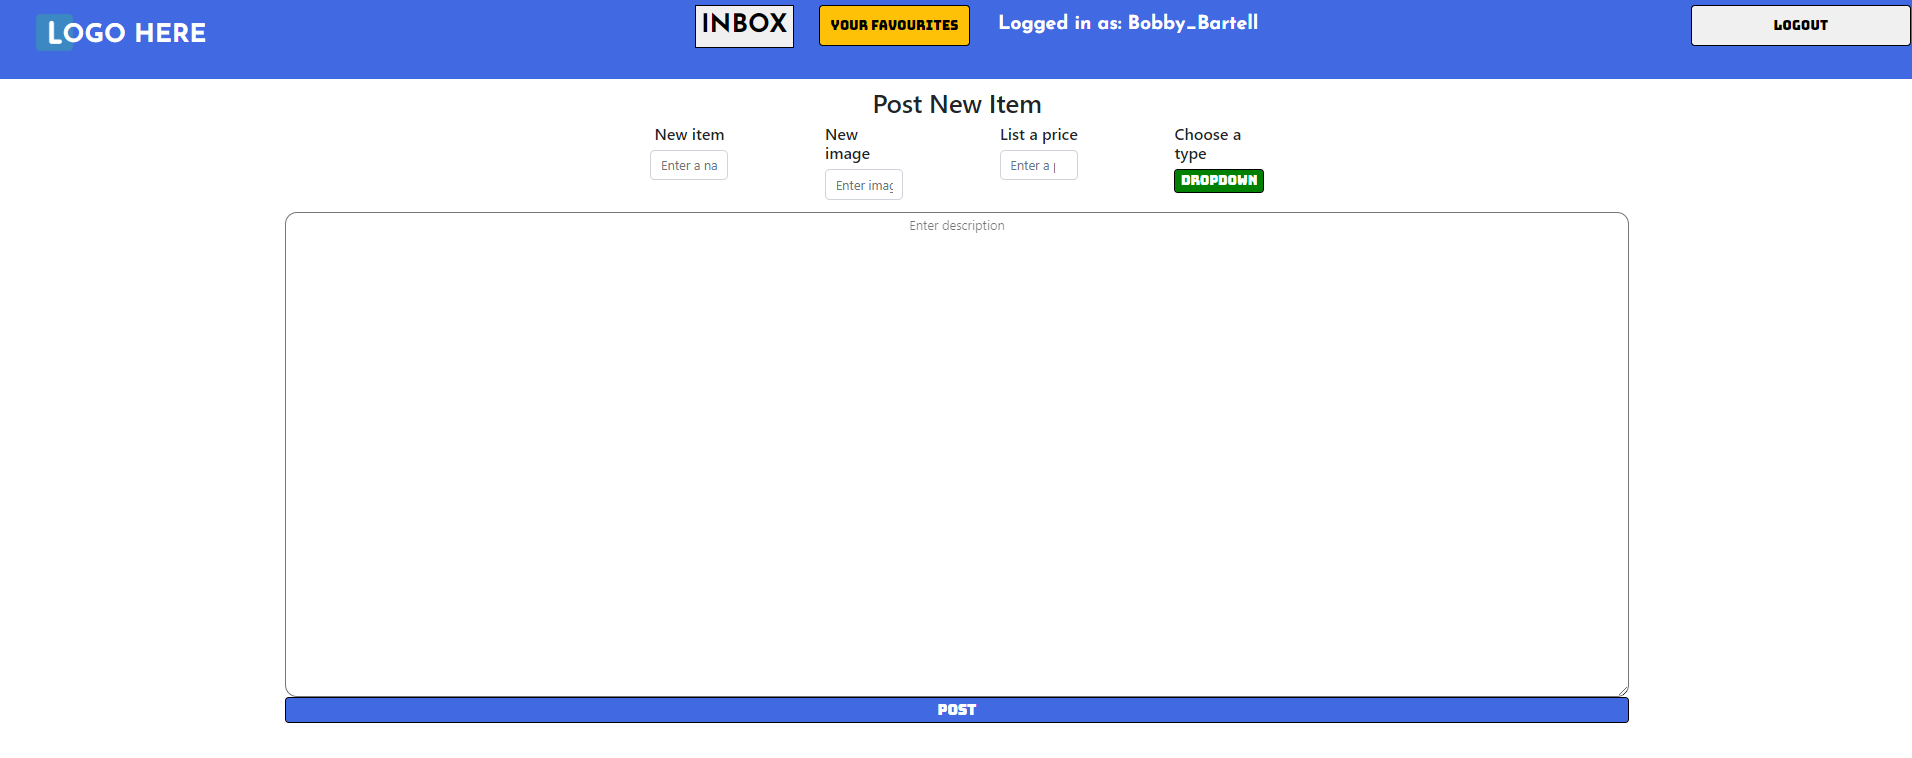 LOGO HERE
INBOX
YOUR FAVOURITES
Logged in as: Bobby_Bartell
LOGOUT
Post New Item
New item
Enter a na
New
image
Enter imag
List a price
Enter a p
Choose a
type
DROPDOWN
Enter description
POST